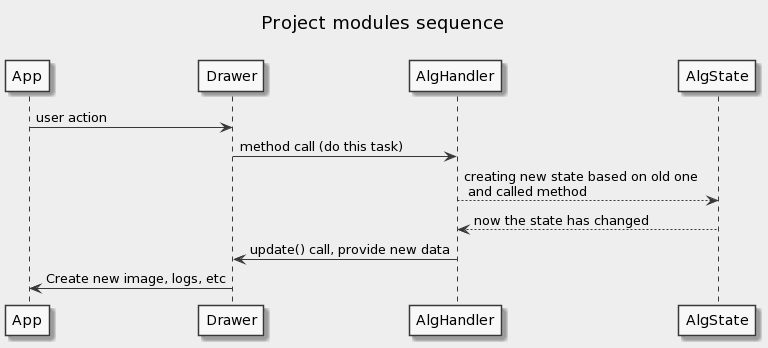 Project modules sequence
App
Drawer
AlgHandler
AlgState
user action
method call (do this task)
creating new state based on old one
and called method
now the state has changed
update() call, provide new data
Create new image, logs, etc
App
Drawer
AlgHandler
AlgState